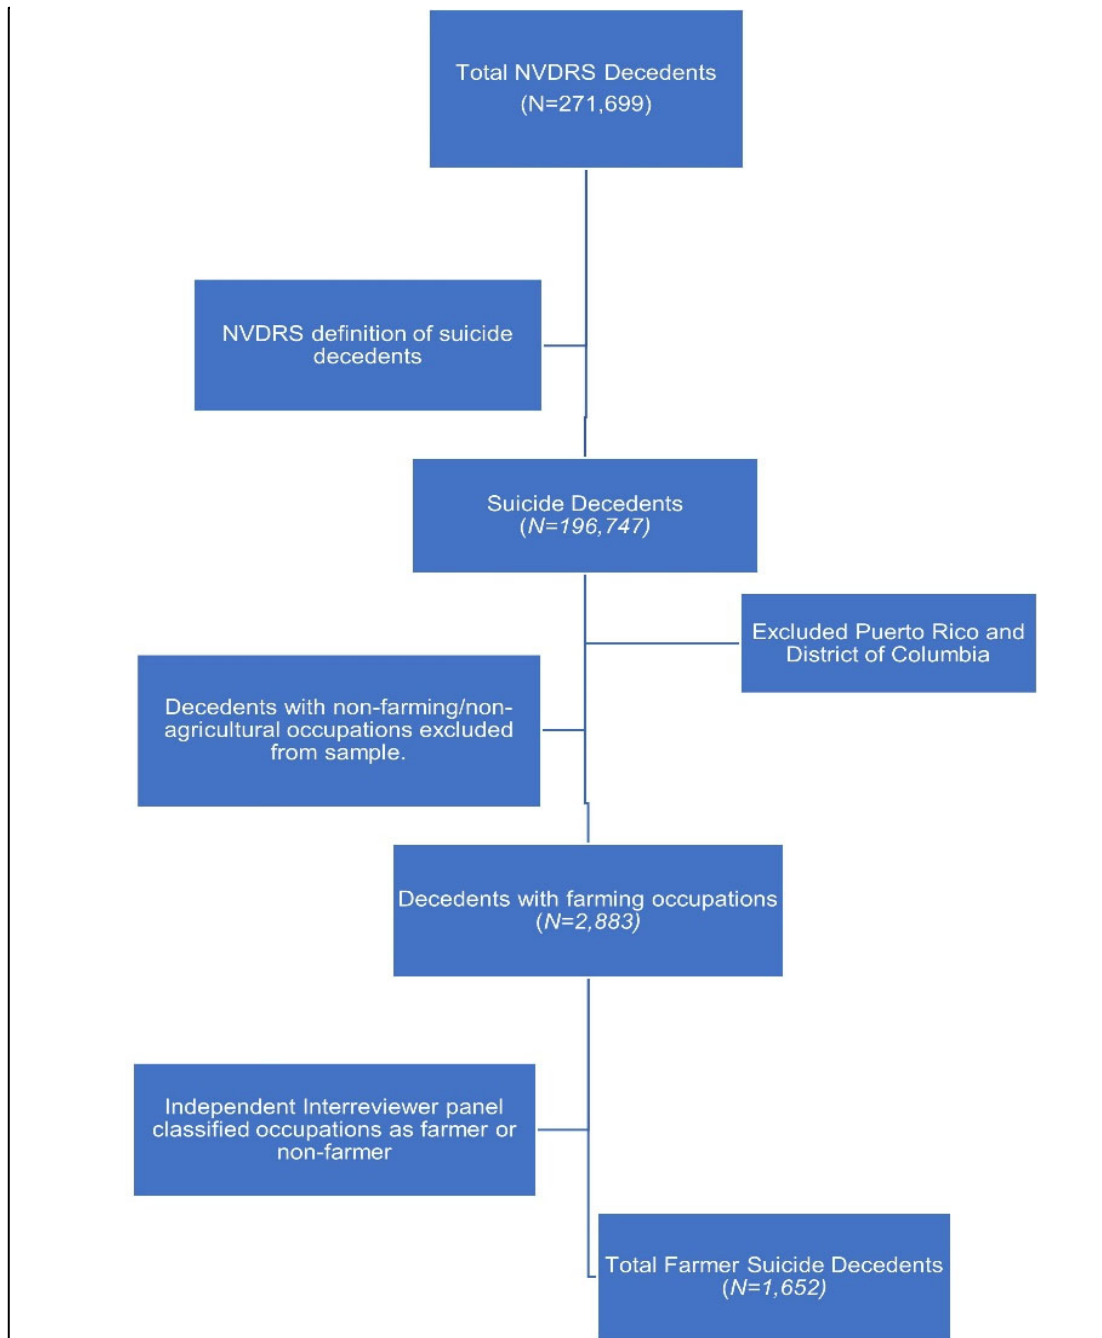 Total NVDRS Decedents
(N=271,699)
NVDRS definition of suicide
decedents
Suicide Decedents
(N=196,747)
Excluded Puerto Rico and
District of Columbia
Decedents with non-farming/non-
agricultural occupations excluded
from sample.
Decedents with farming occupations
(N=2,883)
Independent Interreviewer panel
classified occupations as farmer or
non-farmer
Total Farmer Suicide Decedents
(N=1,652)